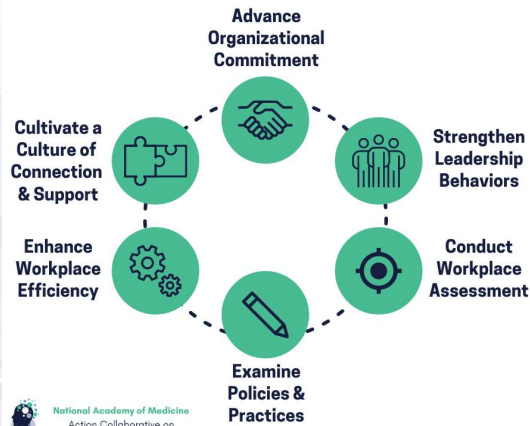 Advance
Organizational
Commitment
Strengthen
Leadership
Behaviors
Conduct
Workplace
Assessment
Examine
Policies &
Practices
Enhance
Workplace
Efficiency
Cultivate a
Culture of
Connection
& Support
National Academy of Medicine
Action Collaborative on